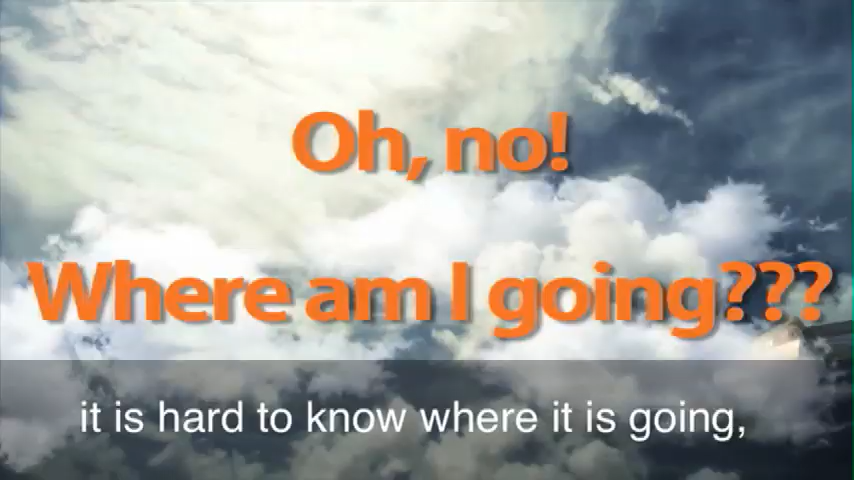 Oh, no!
Where am I going???
it is hard to know where it is going,